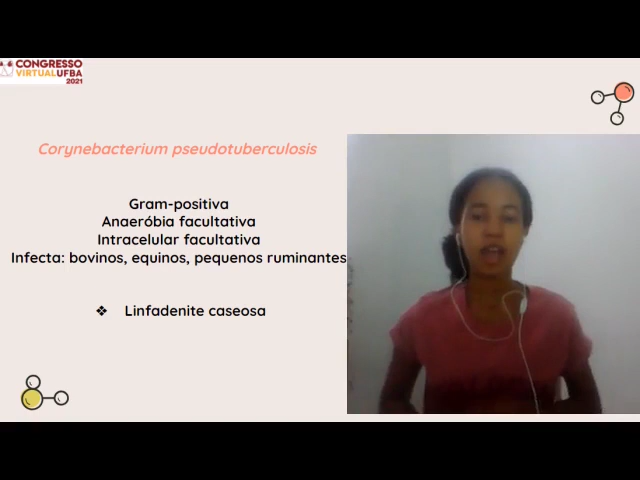 CONGRESSO
VIRTUALUFBA
2021
Corynebacterium pseudotuberculosis
Gram-positiva
Anaeróbia facultativa
Intracelular facultativa
Infecta: bovinos, equinos, pequenos ruminantes
❖ Linfadenite caseosa